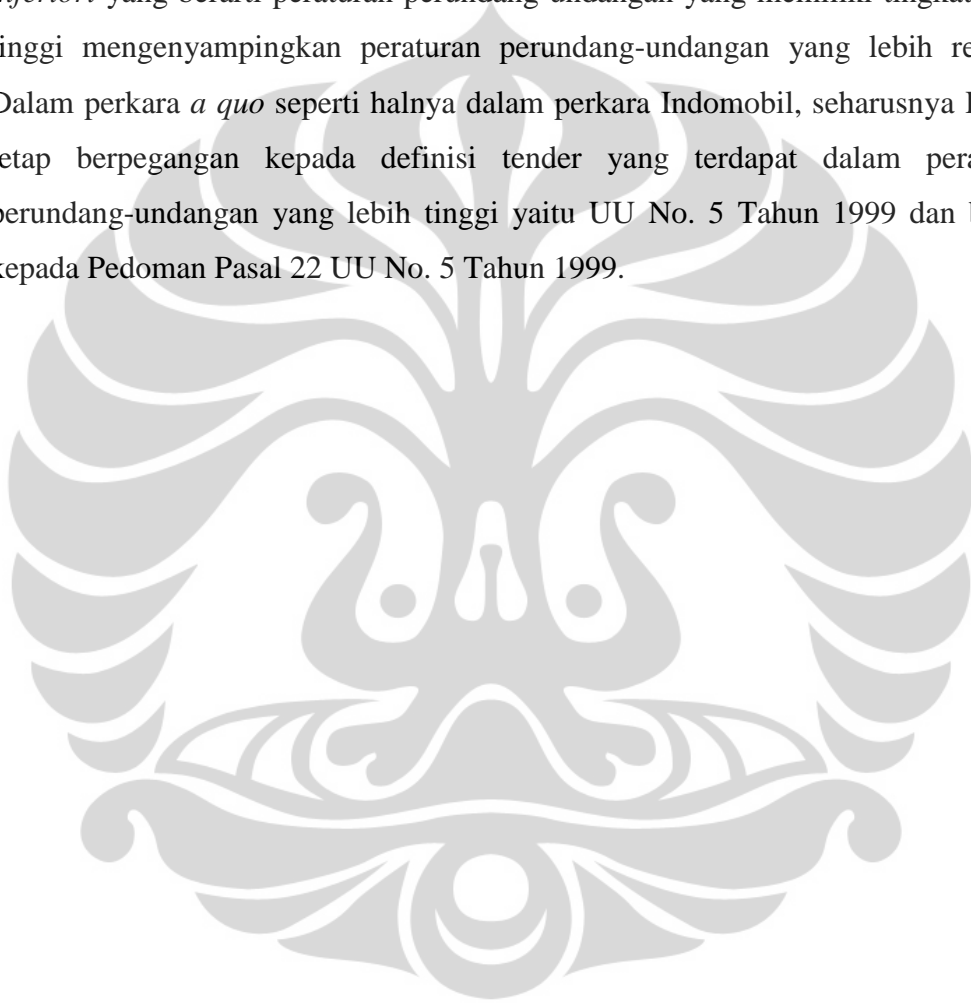 yang berarti peraturan perundang-undangan yang memiliki
tinggi mengenyampingkan peraturan perundang-undangan yang lebih
Dalam perkara a quo seperti halnya dalam perkara Indomobil, seharusnya
tetap berpegangan kepada definisi tender yang terdapat dalam
perundang-undangan yang lebih tinggi yaitu UU No. 5 Tahun 1999 dan
kepada Pedoman Pasal 22 UU No. 5 Tahun 1999.